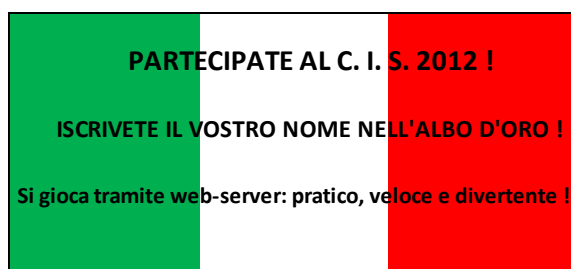 PARTECIPATE AL C. I. S. 2012 !
ISCRIVETE IL VOSTRO NOME NELL'ALBO D'ORO !
Si gioca tramite web-server: pratico, veloce e divertente !